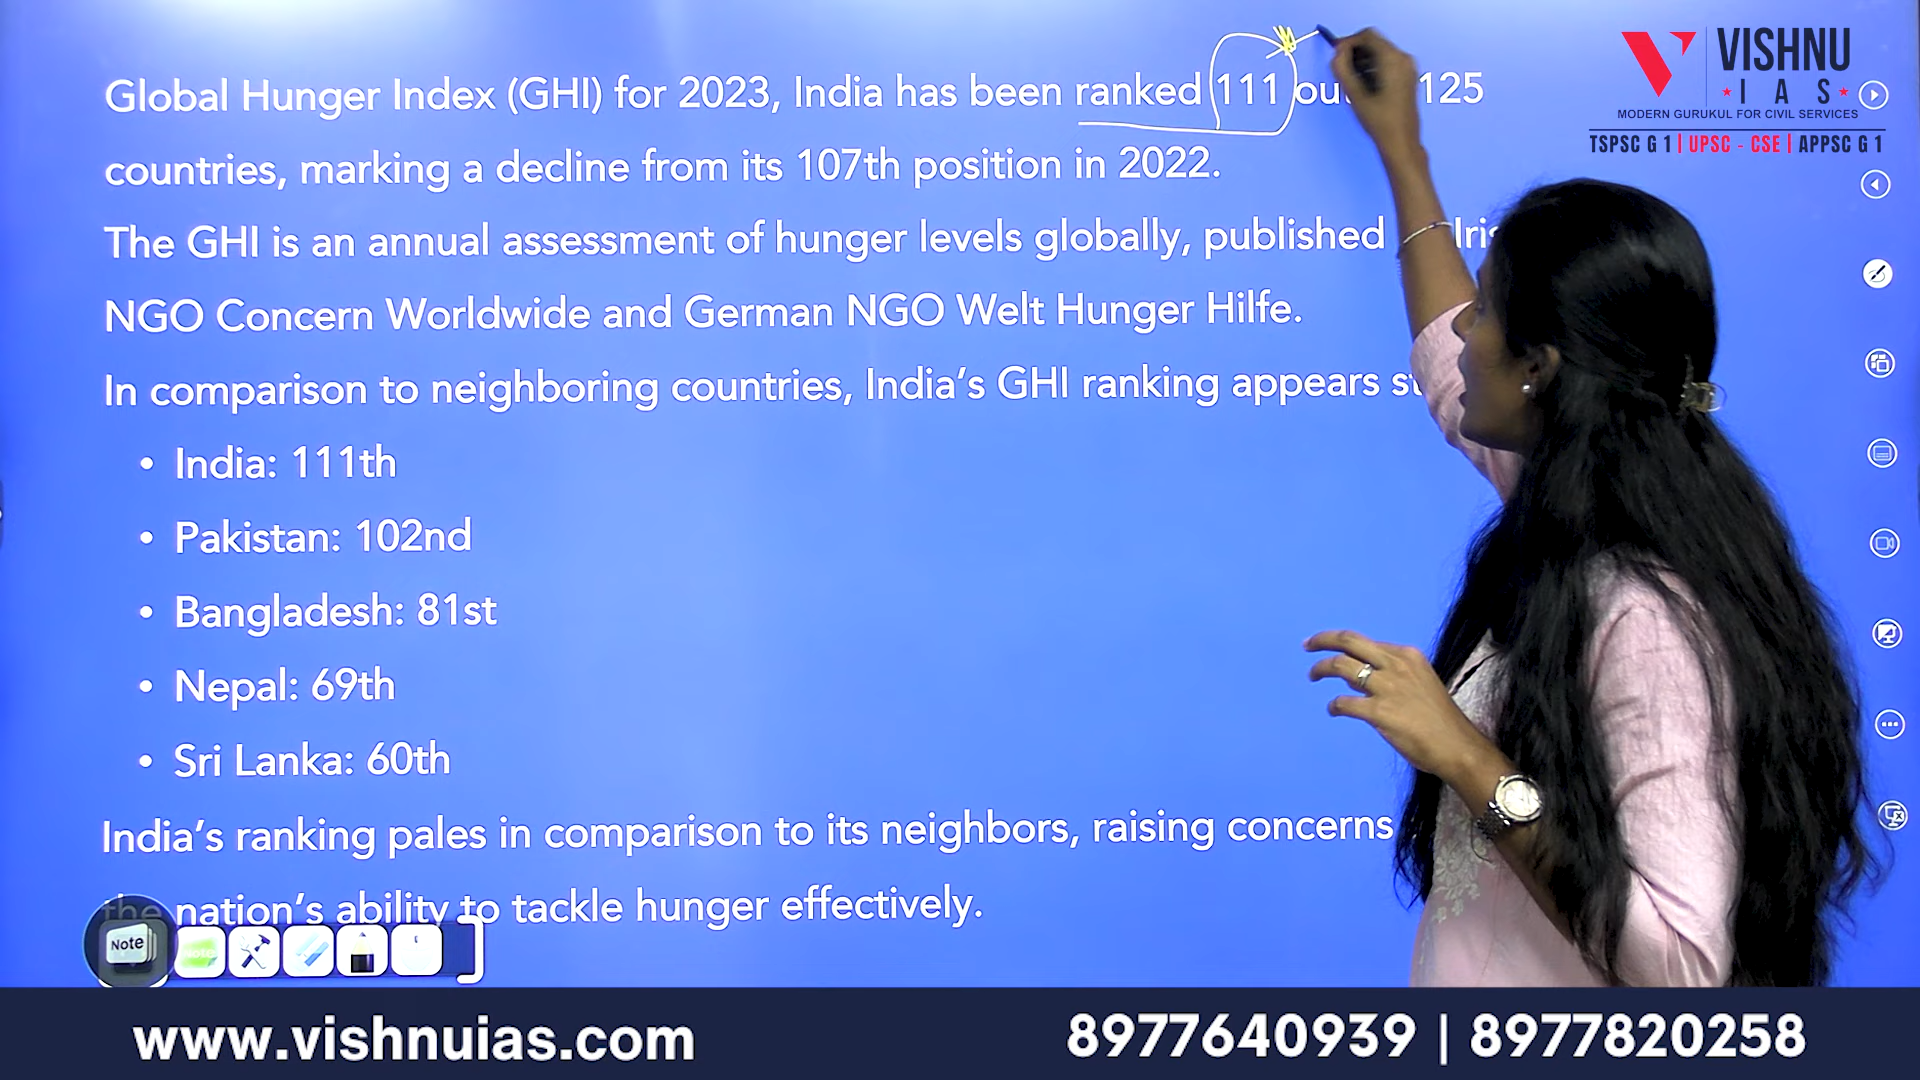 Global Hunger Index (GHI) for 2023, India has been ranked 111 125
countries, marking a decline from its 107th position in 2022.
The GHI is an annual assessment of hunger levels globally, published
NGO Concern Worldwide and German NGO Welt Hunger Hilfe.
In comparison to neighboring countries, India's GHI ranking appears
• India: 111th
• Pakistan: 102nd
• Bangladesh: 81st
• Nepal: 69th
• Sri Lanka: 60th
India's ranking pales in comparison to its neighbors, raising concerns
the nation's ability to tackle hunger effectively.
Note
VISHNU
IAS
MODERN GURUKUL FOR CIVIL SERVICES
TSPSC G 1 | UPSC - CSE | APPSC G 1
www.vishnuias.com
8977640939 | 8977820258